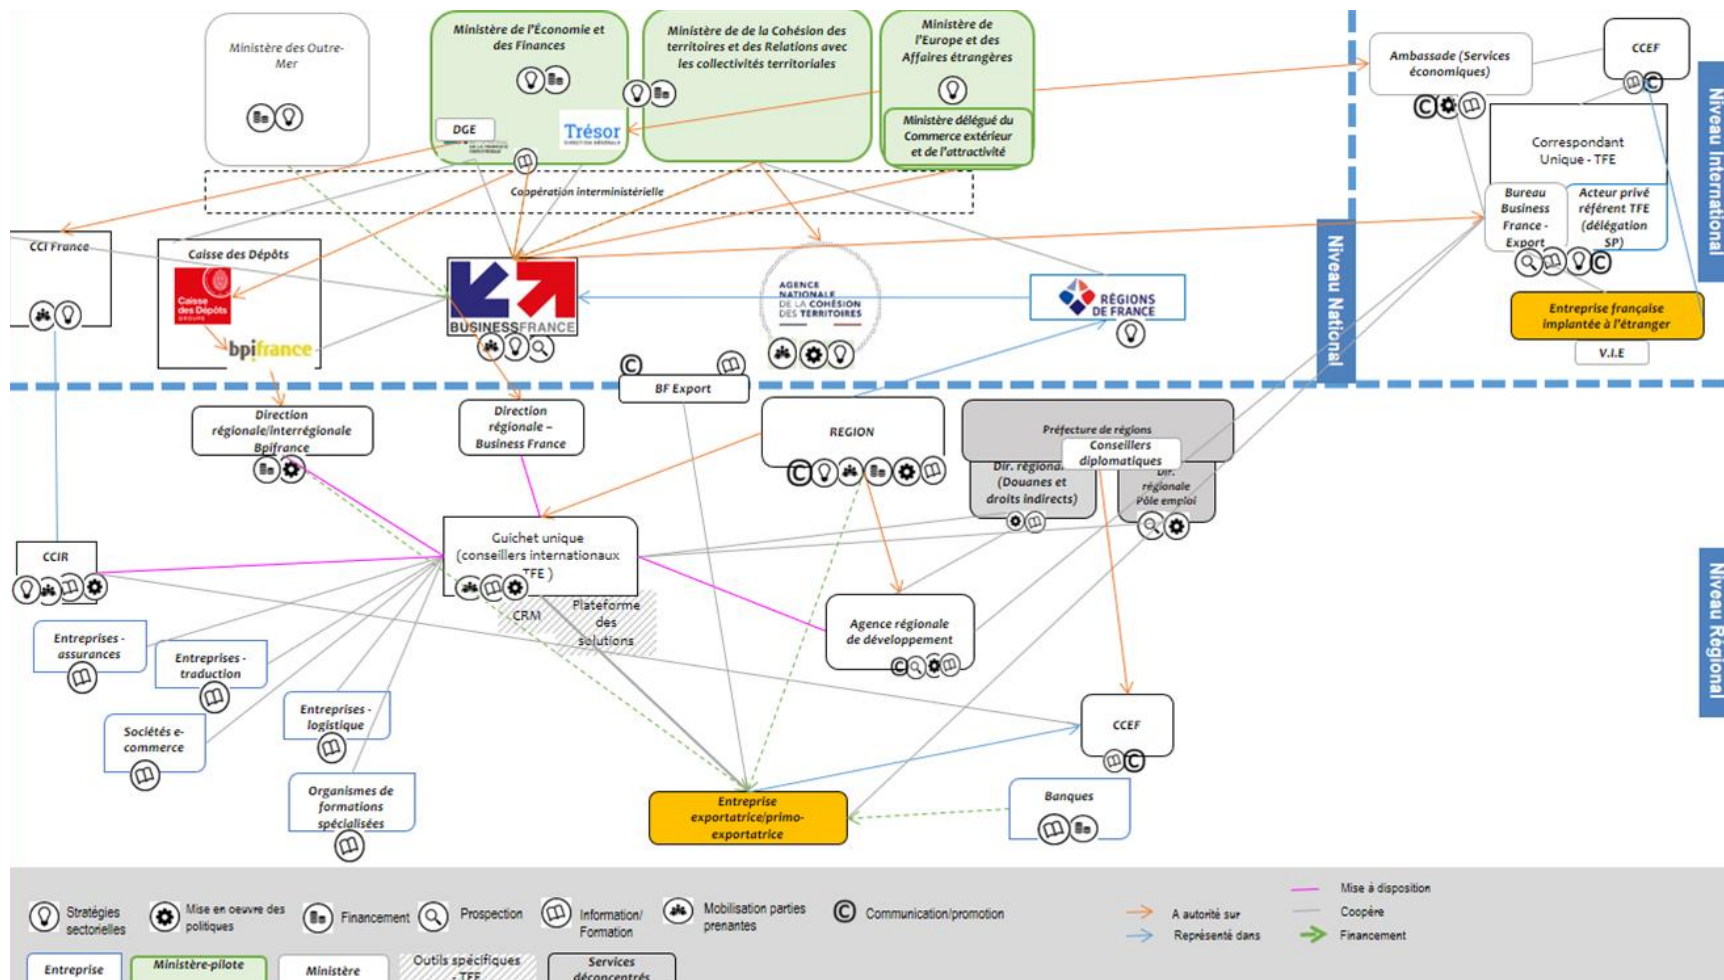 Ministère des Outre-
Mer
Ministère de l'Économie et
des Finances
DGE
Trésor
DIRECTION GÉNÉRALE
Ministère de de la Cohésion des
territoires et des Relations avec
les collectivités territoriales
Ministère de
l'Europe et des
Affaires étrangères
Ministère délégué du
Commerce extérieur
et de l'attractivité
Coopération interministérielle
Ambassade (Services
économiques)
CCEF
Correspondant
Unique - TFE
Bureau
Business
France -
Export
Acteur privé
référent TFE
(délégation
SP)
Entreprise française
implantée à l'étranger
V.I.E
Niveau International
Niveau National
Niveau Régional
CCI France
Caisse des Dépôts
Caisse
des Dépôts
GROUPE
bpifrance
BUSINESSFRANCE
AGENCE
NATIONALE
DE LA COHÉSION
DES TERRITOIRES
RÉGIONS
DE FRANCE
BF Export
Direction
régionale/interrégionale
Bpifrance
Direction
régionale –
Business France
REGION
Préfecture de régions
Conseillers
diplomatiques
Dir. régiona
(Douanes et
droits indirects)
Dir.
régionale
Pôle emploi
CCIR
Guichet unique
(conseillers internationaux
TFE )
CRM
Plateforme
des
solutions
Agence régionale
de développement
Entreprises -
assurances
Entreprises -
traduction
Sociétés e-
commerce
Entreprises -
logistique
Organismes de
formations
spécialisées
CCEF
Banques
Entreprise
exportatrice/primo-
exportatrice
Stratégies
sectorielles
Mise en oeuvre des
politiques
Financement
Prospection
Information/
Formation
Mobilisation parties
prenantes
Communication/promotion
A autorité sur
Représenté dans
Mise à disposition
Coopère
Financement
Entreprise
Ministère-pilote
Ministère
Outils spécifiques
- TFE
Services
déconcentrés